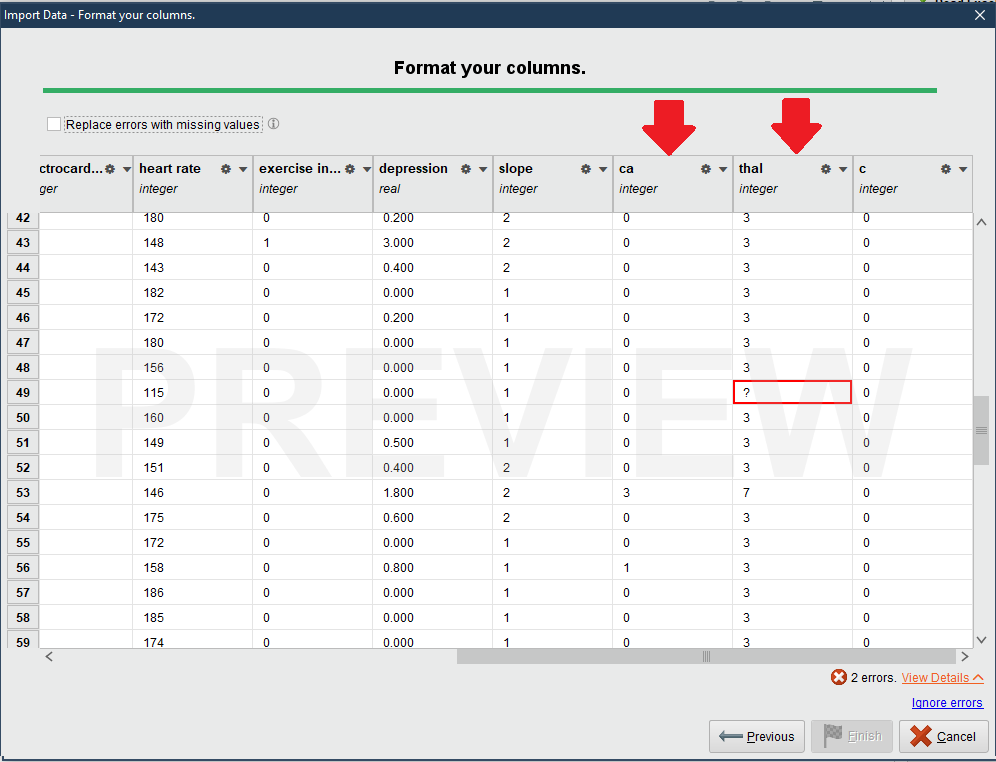 Import Data - Format your columns.
Format your columns.
Replace errors with missing values
ctrocard... heart rate exercise in... depression slope ca thal c
ger integer integer real integer integer integer integer
42 180 0 0.200 2 0 3 0
43 148 1 3.000 2 0 3 0
44 143 0 0.400 2 0 3 0
45 182 0 0.000 1 0 3 0
46 172 0 0.200 1 0 3 0
47 180 0 0.000 1 0 3 0
48 156 0 0.000 1 0 3 0
49 115 0 0.000 1 0 ? 0
50 160 0 0.000 1 0 3 0
51 149 0 0.500 1 0 3 0
52 151 0 0.400 2 0 3 0
53 146 0 1.800 2 3 7 0
54 175 0 0.600 2 0 3 0
55 172 0 0.000 1 0 3 0
56 158 0 0.800 1 1 3 0
57 186 0 0.000 1 0 3 0
58 185 0 0.000 1 0 3 0
59 174 0 0.000 1 0 3 0
PREVIEW
2 errors. View Details
Ignore errors
Previous Finish Cancel